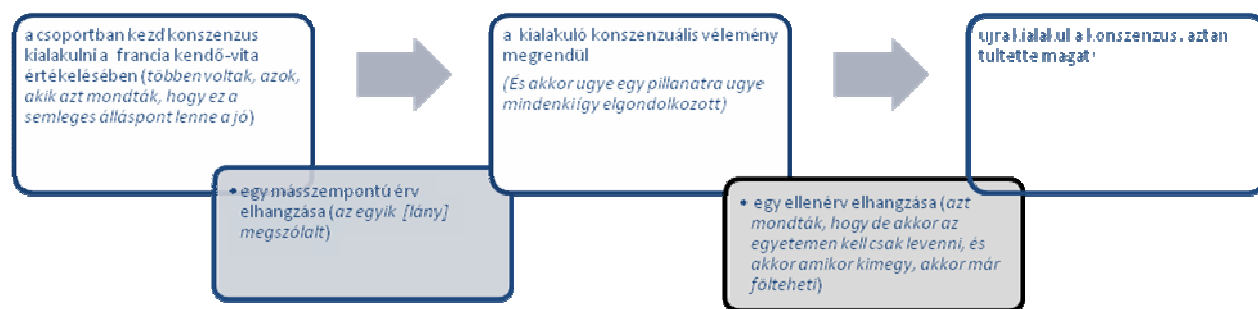 a csoportban kezd konszenzus
kialakulni a francia kendő-vita
értékelésében (többen voltak, azok,
akik azt mondták, hogy ez a
semleges álláspont lenne a jó)
• egy másszempontú érv
elhangzása (az egyik [lány]
megszólalt)
a kialakuló konszenzuális vélemény
megrendül
(És akkor ugye egy pillanatra ugye
mindenki így elgondolkozott)
• egy ellenérv elhangzása (azt
mondták, hogy de akkor az
egyetemen kell csak levenni, és
akkor amikor kimegy, akkor már
fölteheti)
újra kialakul a konszenzus, aztán
túltette magát